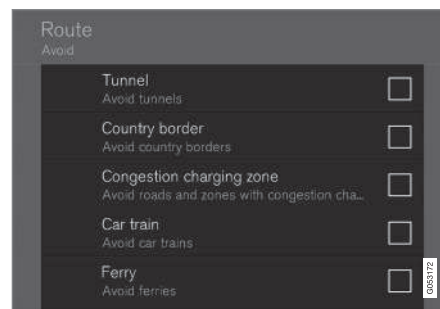 Route
Avoid
Tunnel
Avoid tunnels
Country border
Avoid country borders
Congestion charging zone
Avoid roads and zones with congestion cha...
Car train
Avoid car trains
Ferry
Avoid ferries
G053172